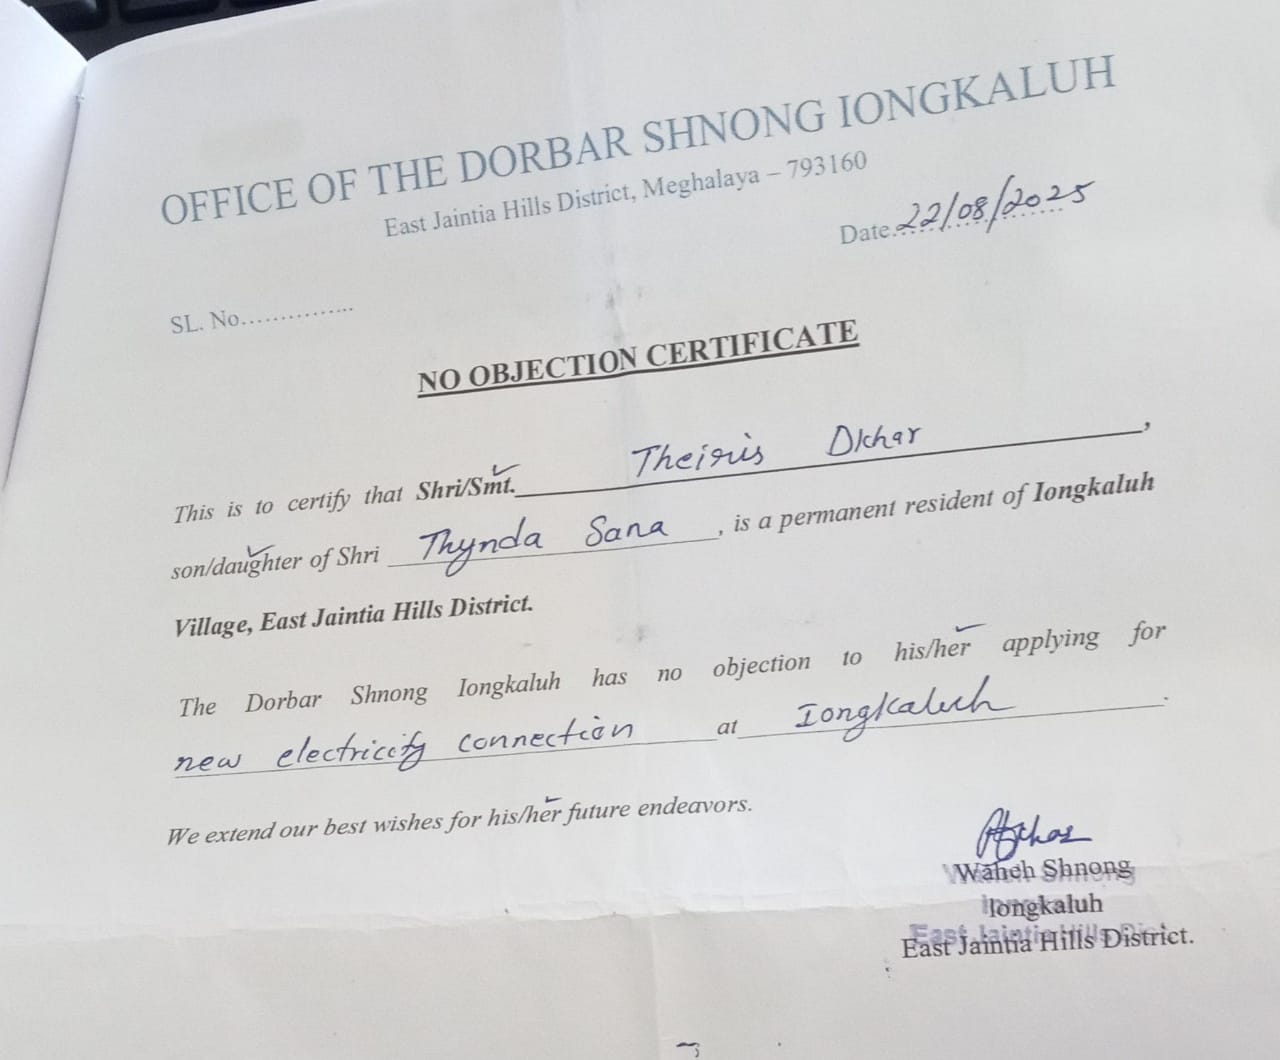 OFFICE OF THE DORBAR SHNONG IONGKALUH
East Jaintia Hills District, Meghalaya – 793160
Date 22/08/2025
SL. No...............
NO OBJECTION CERTIFICATE
This is to certify that Shri/Smt. Theiris Dkhar,
son/daughter of Shri Thynda Sana, is a permanent resident of Iongkaluh
Village, East Jaintia Hills District.
The Dorbar Shnong Iongkaluh has no objection to his/her applying for
new electricity connection at Iongkaluh.
We extend our best wishes for his/her future endeavors.
Waheh Shnong
Iongkaluh
East Jaintia Hills District.